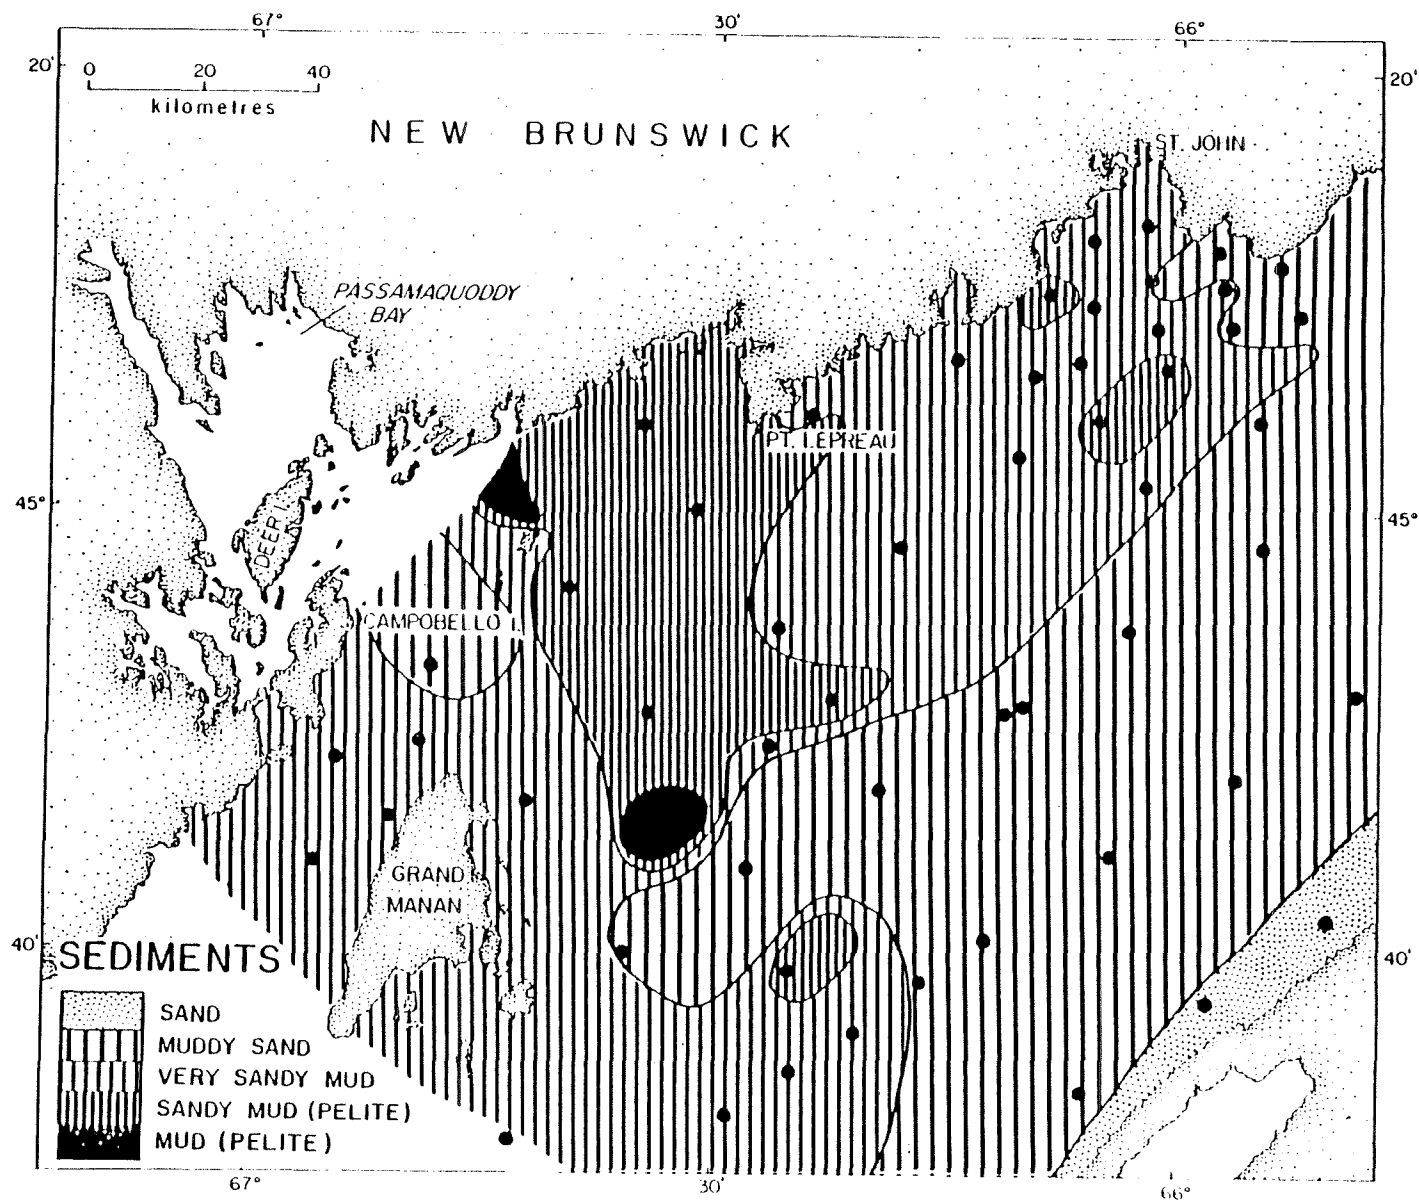 67° 30' 66°
20' 20'
0 20 40
kilometres
NEW BRUNSWICK
ST. JOHN
PASSAMAQUODDY
BAY
PT. LEPREAU
45° 45°
DEER I.
CAMPOBELLO I.
GRAND
MANAN
40' 40'
SEDIMENTS
SAND
MUDDY SAND
VERY SANDY MUD
SANDY MUD (PELITE)
MUD (PELITE)
67° 30' 66°